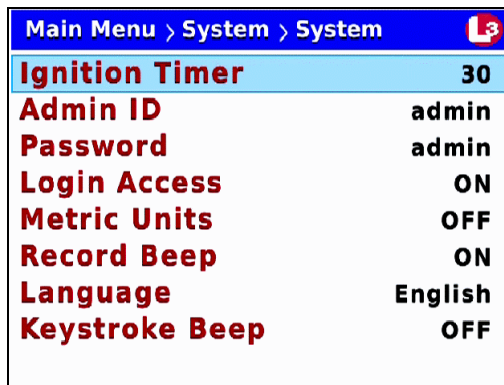 Main Menu > System > System L3
Ignition Timer 30
Admin ID admin
Password admin
Login Access ON
Metric Units OFF
Record Beep ON
Language English
Keystroke Beep OFF